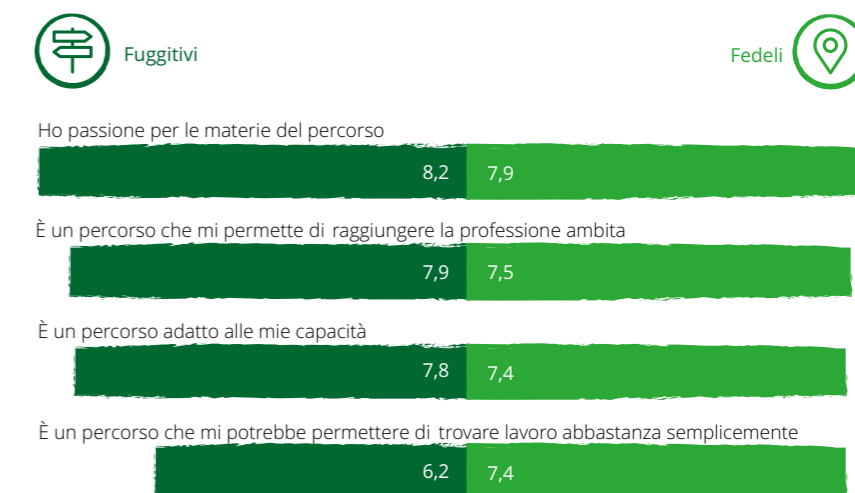 Fuggitivi
Fedeli
Ho passione per le materie del percorso
8,2 7,9
È un percorso che mi permette di raggiungere la professione ambita
7,9 7,5
È un percorso adatto alle mie capacità
7,8 7,4
È un percorso che mi potrebbe permettere di trovare lavoro abbastanza semplicemente
6,2 7,4